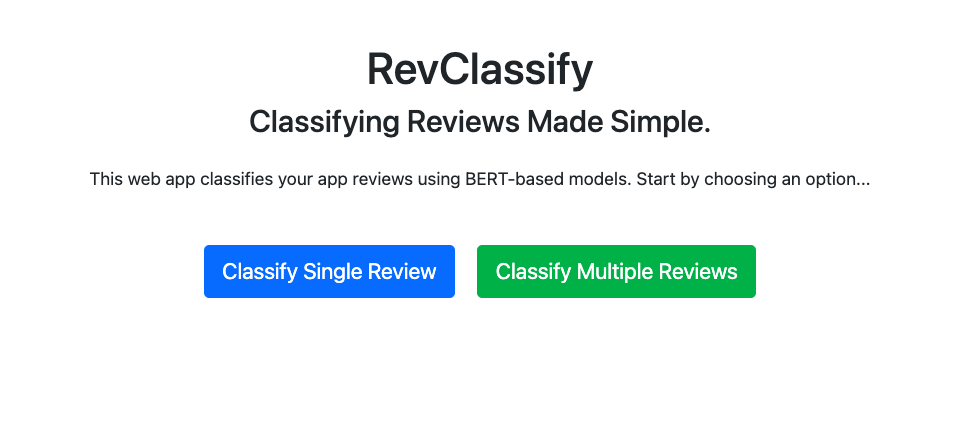 RevClassify
Classifying Reviews Made Simple.
This web app classifies your app reviews using BERT-based models. Start by choosing an option...
Classify Single Review
Classify Multiple Reviews